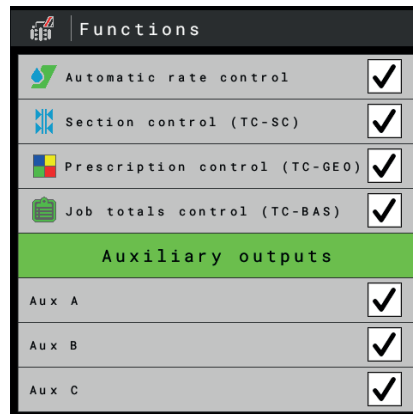 Functions
Automatic rate control
Section control (TC-SC)
Prescription control (TC-GEO)
Job totals control (TC-BAS)
Auxiliary outputs
Aux A
Aux B
Aux C